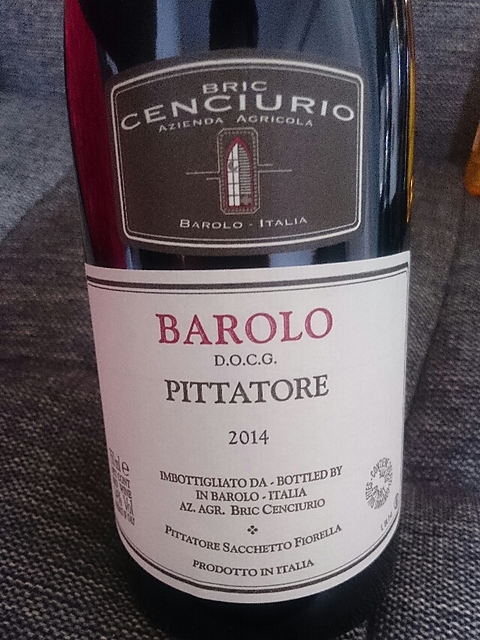 BRIC
CENCIURIO
AZIENDA AGRICOLA
BAROLO - ITALIA
BAROLO
D.O.C.G.
PITTATORE
2014
IMBOTTIGLIATO DA - BOTTLED BY
IN BAROLO - ITALIA
AZ. AGR. BRIC CENCIURIO
PITTATORE SACCHETTO FIORELLA
PRODOTTO IN ITALIA